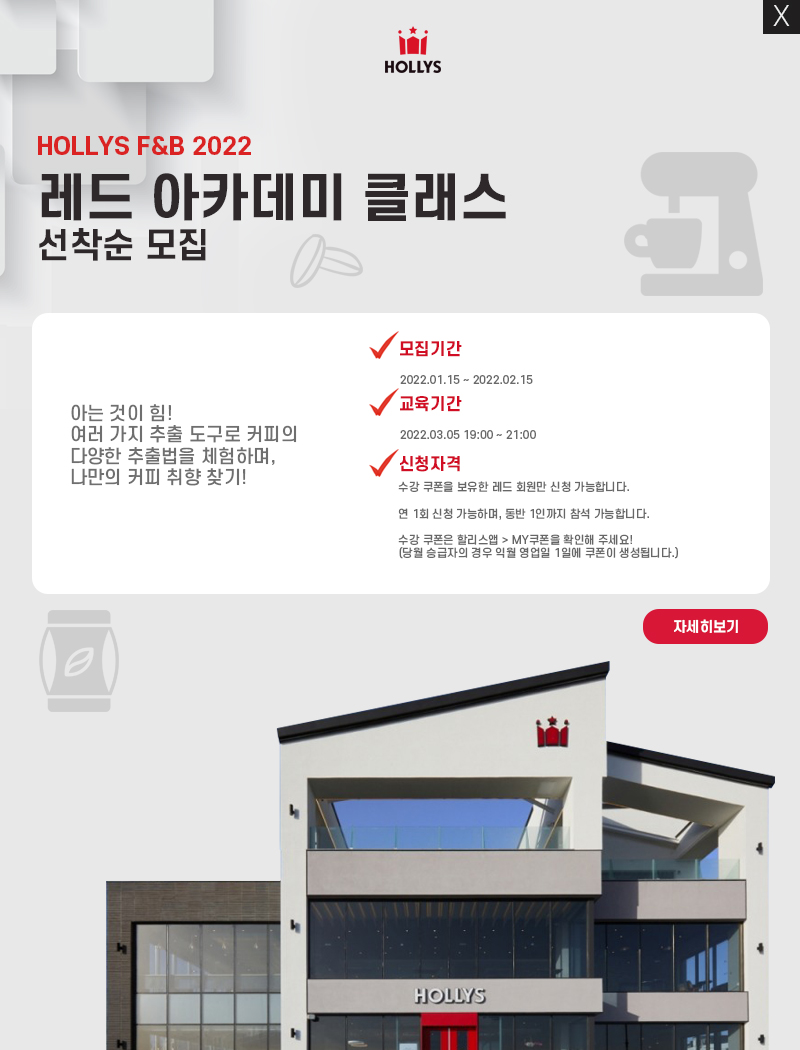 X
HOLLYS
HOLLYS F&B 2022
레드 아카데미 클래스
선착순 모집
아는 것이 힘!
여러 가지 추출 도구로 커피의
다양한 추출법을 체험하며,
나만의 커피 취향 찾기!
모집기간
2022.01.15 ~ 2022.02.15
교육기간
2022.03.05 19:00 ~ 21:00
신청자격
수강 쿠폰을 보유한 레드 회원만 신청 가능합니다.
연 1회 신청 가능하며, 동반 1인까지 참석 가능합니다.
수강 쿠폰은 할리스앱 > MY쿠폰을 확인해 주세요!
(당월 승급자의 경우 익월 영업일 1일에 쿠폰이 생성됩니다.)
자세히보기
HOLLYS